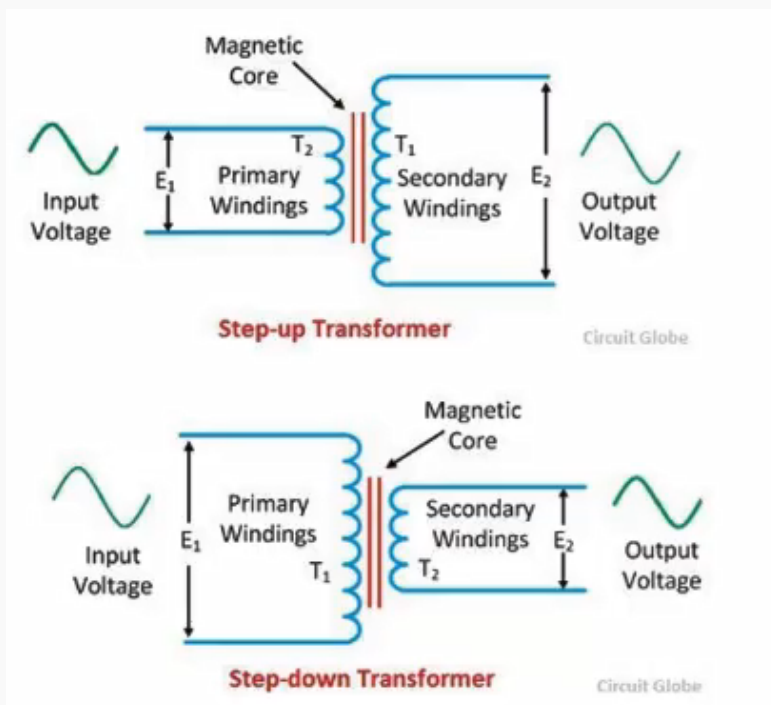 Magnetic
Core
T₂
T₁
E₁
Primary
Windings
Secondary
Windings
E₂
Input
Voltage
Output
Voltage
Step-up Transformer
Circuit Globe
Magnetic
Core
Primary
Windings
E₁
T₁
Secondary
Windings
E₂
T₂
Input
Voltage
Output
Voltage
Step-down Transformer
Circuit Globe